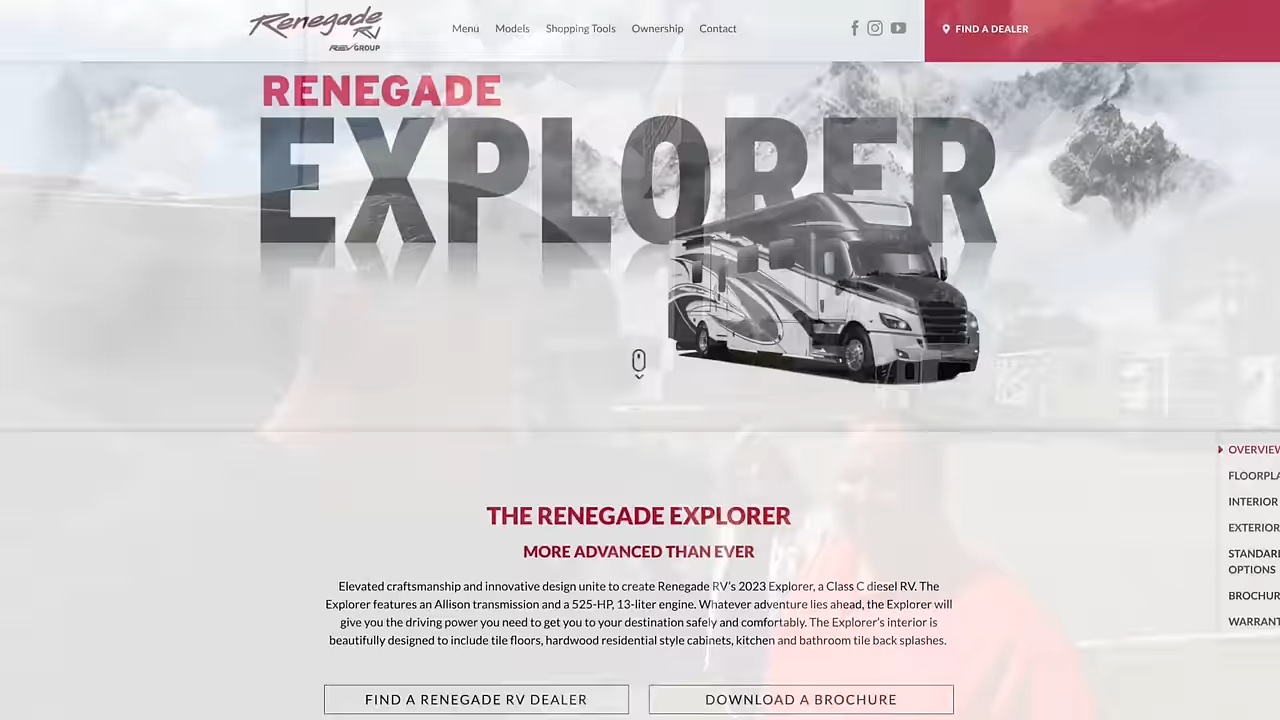 Renegade
RV
REV GROUP
Menu
Models
Shopping Tools
Ownership
Contact
FIND A DEALER
RENEGADE
EXPLORER
OVERVIEW
FLOORPLA
INTERIOR
EXTERIOR
STANDAR
OPTIONS
BROCHUR
WARRANT
THE RENEGADE EXPLORER
MORE ADVANCED THAN EVER
Elevated craftsmanship and innovative design unite to create Renegade RV's 2023 Explorer, a Class C diesel RV. The
Explorer features an Allison transmission and a 525-HP, 13-liter engine. Whatever adventure lies ahead, the Explorer will
give you the driving power you need to get you to your destination safely and comfortably. The Explorer's interior is
beautifully designed to include tile floors, hardwood residential style cabinets, kitchen and bathroom tile back splashes.
FIND A RENEGADE RV DEALER
DOWNLOAD A BROCHURE